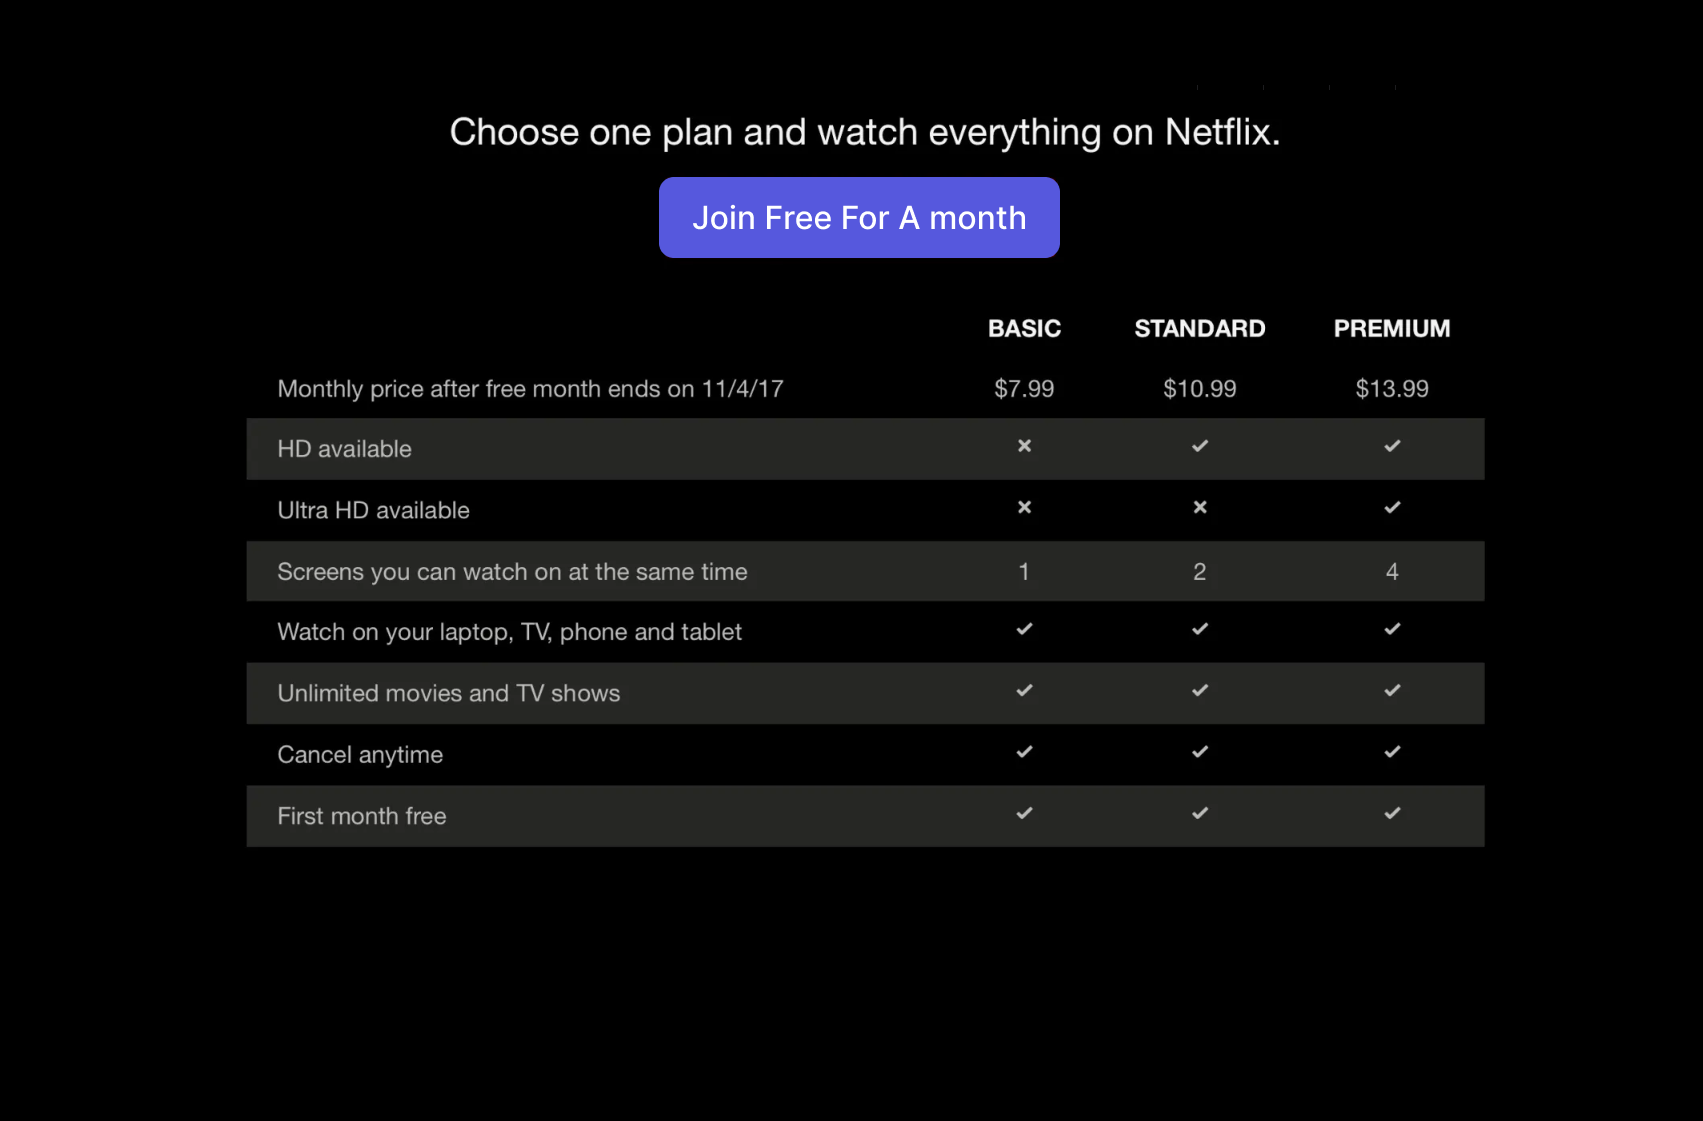 Choose one plan and watch everything on Netflix.
Join Free For A month
BASIC STANDARD PREMIUM
Monthly price after free month ends on 11/4/17 $7.99 $10.99 $13.99
HD available ✕ ✓ ✓
Ultra HD available ✕ ✕ ✓
Screens you can watch on at the same time 1 2 4
Watch on your laptop, TV, phone and tablet ✓ ✓ ✓
Unlimited movies and TV shows ✓ ✓ ✓
Cancel anytime ✓ ✓ ✓
First month free ✓ ✓ ✓